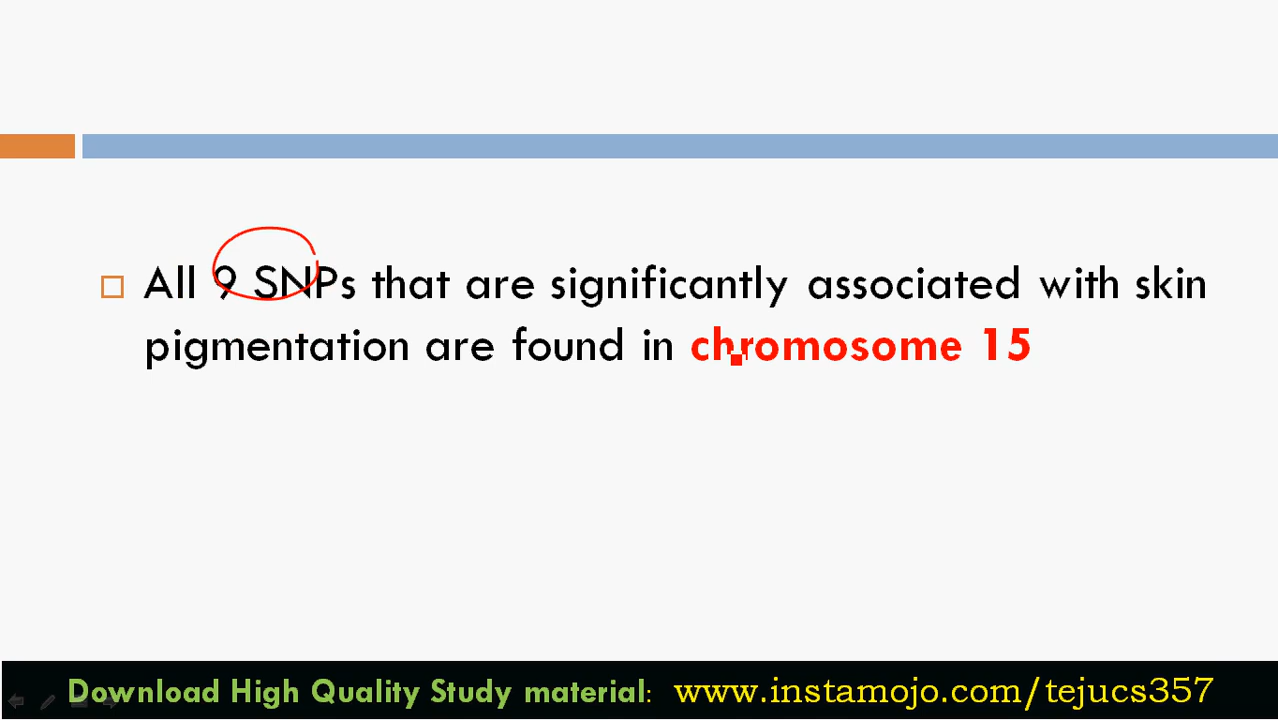 All 9 SNPs that are significantly associated with skin
pigmentation are found in chromosome 15
Download High Quality Study material: www.instamojo.com/tejucs357